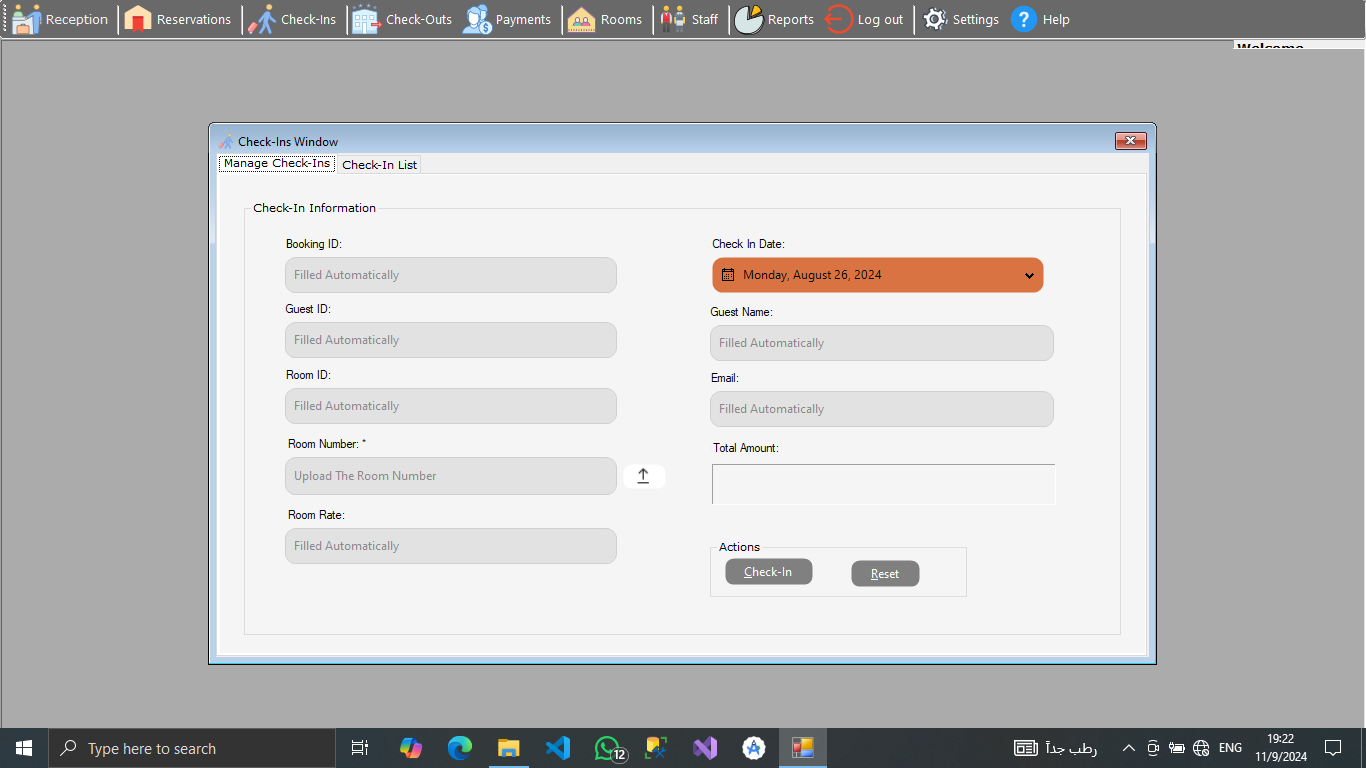 Reception Reservations Check-Ins Check-Outs Payments Rooms Staff Reports Log out Settings Help
Welcome
Check-Ins Window
Manage Check-Ins Check-In List
Check-In Information
Booking ID:
Filled Automatically
Guest ID:
Filled Automatically
Room ID:
Filled Automatically
Room Number: *
Upload The Room Number
Room Rate:
Filled Automatically
Check In Date:
Monday, August 26, 2024
Guest Name:
Filled Automatically
Email:
Filled Automatically
Total Amount:
Actions
Check-In Reset
Type here to search
12
رطب جداً
ENG
19:22
11/9/2024